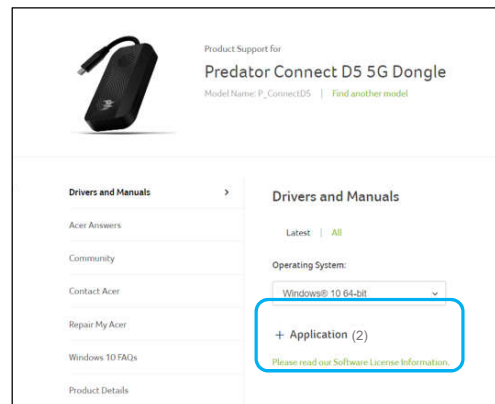 Product Support for
Predator Connect D5 5G Dongle
Model Name: P_ConnectD5 | Find another model
Drivers and Manuals
Acer Answers
Community
Contact Acer
Repair My Acer
Windows 10 FAQs
Product Details
Drivers and Manuals
Latest | All
Operating System:
Windows® 10 64-bit
+ Application (2)
Please read our Software License Information.